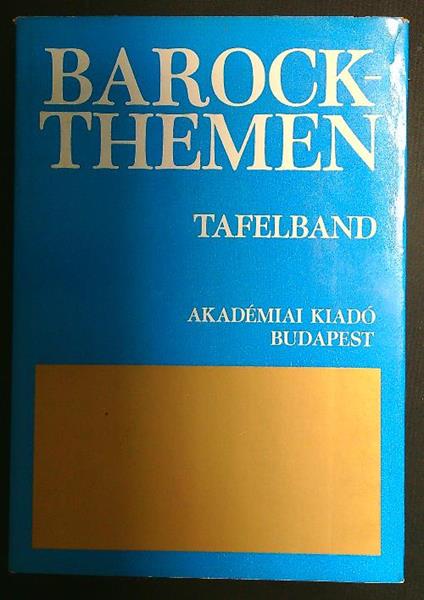 BAROCK-
THEMEN
TAFELBAND
AKADÉMIAI KIADÓ
BUDAPEST